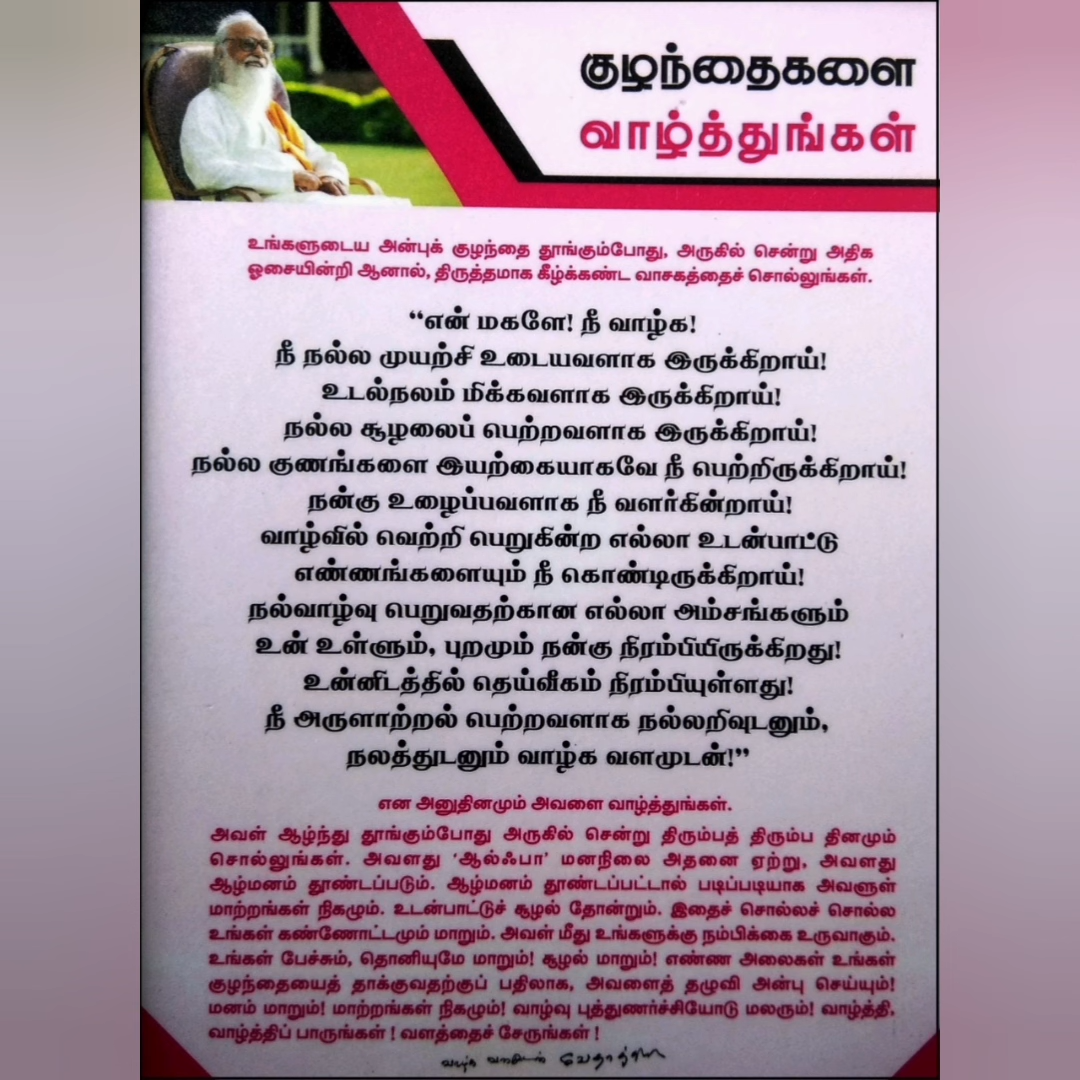 குழந்தைகளை
வாழ்த்துங்கள்
உங்களுடைய அன்புக் குழந்தை தூங்கும்போது, அருகில் சென்று அதிக
ஓசையின்றி ஆனால், திருத்தமாக கீழ்க்கண்ட வாசகத்தைச் சொல்லுங்கள்.
“என் மகளே! நீ வாழ்க!
நீ நல்ல முயற்சி உடையவளாக இருக்கிறாய்!
உடல்நலம் மிக்கவளாக இருக்கிறாய்!
நல்ல சூழலைப் பெற்றவளாக இருக்கிறாய்!
நல்ல குணங்களை இயற்கையாகவே நீ பெற்றிருக்கிறாய்!
நன்கு உழைப்பவளாக நீ வளர்கின்றாய்!
வாழ்வில் வெற்றி பெறுகின்ற எல்லா உடன்பாட்டு
எண்ணங்களையும் நீ கொண்டிருக்கிறாய்!
நல்வாழ்வு பெறுவதற்கான எல்லா அம்சங்களும்
உன் உள்ளும், புறமும் நன்கு நிரம்பியிருக்கிறது!
உன்னிடத்தில் தெய்வீகம் நிரம்பியுள்ளது!
நீ அருளாற்றல் பெற்றவளாக நல்லறிவுடனும்,
நலத்துடனும் வாழ்க வளமுடன்!”
என அனுதினமும் அவளை வாழ்த்துங்கள்.
அவள் ஆழ்ந்து தூங்கும்போது அருகில் சென்று திரும்பத் திரும்ப தினமும்
சொல்லுங்கள். அவளது ‘ஆல்ஃபா’ மனநிலை அதனை ஏற்று, அவளது
ஆழ்மனம் தூண்டப்படும். ஆழ்மனம் தூண்டப்பட்டால் படிப்படியாக அவளுள்
மாற்றங்கள் நிகழும். உடன்பாட்டுச் சூழல் தோன்றும். இதைச் சொல்லச் சொல்ல
உங்கள் கண்ணோட்டமும் மாறும். அவள் மீது உங்களுக்கு நம்பிக்கை உருவாகும்.
உங்கள் பேச்சும், தொனியுமே மாறும்! சூழல் மாறும்! எண்ண அலைகள் உங்கள்
குழந்தையைத் தாக்குவதற்குப் பதிலாக, அவளைத் தழுவி அன்பு செய்யும்!
மனம் மாறும்! மாற்றங்கள் நிகழும்! வாழ்வு புத்துணர்ச்சியோடு மலரும்! வாழ்த்தி,
வாழ்த்திப் பாருங்கள் ! வளத்தைச் சேருங்கள் !